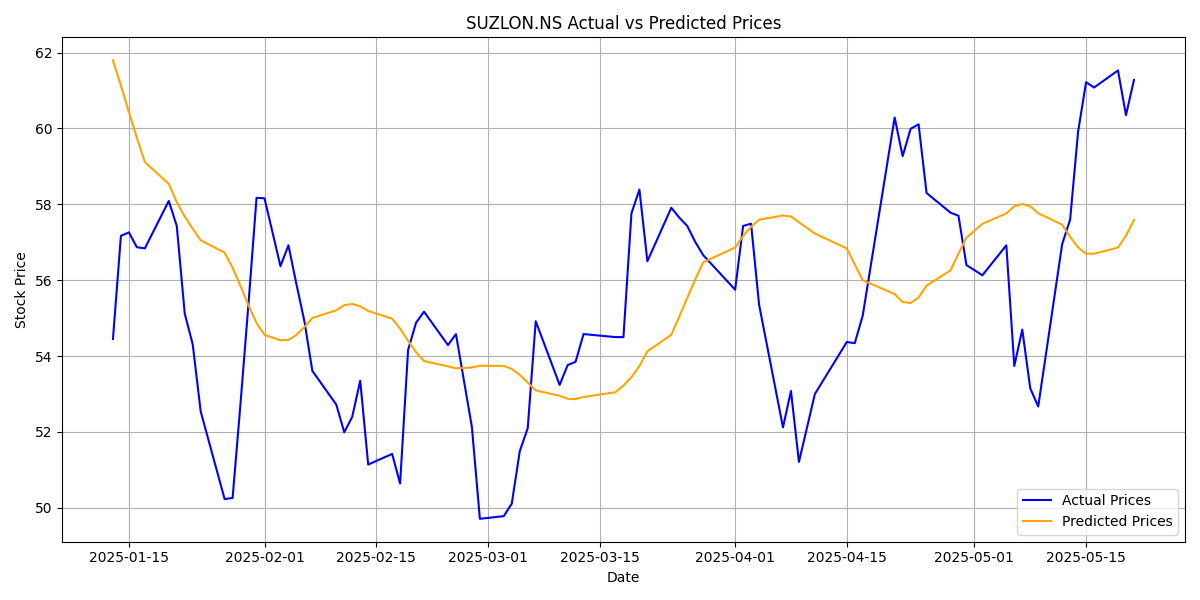 SUZLON.NS Actual vs Predicted Prices
62
60
58
56
54
52
50
Stock Price
2025-01-15 2025-02-01 2025-02-15 2025-03-01 2025-03-15 2025-04-01 2025-04-15 2025-05-01 2025-05-15
Date
Actual Prices
Predicted Prices